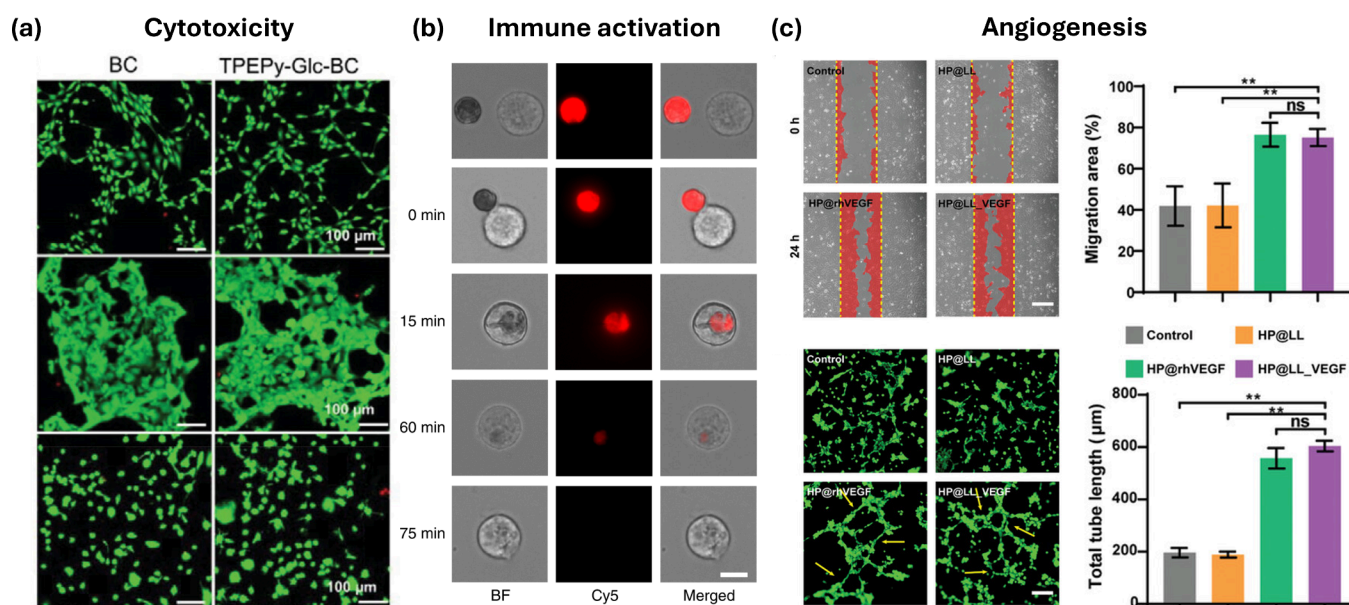 (a) Cytotoxicity
BC TPEPy-Glc-BC
100 μm
100 μm
100 μm
(b) Immune activation
0 min
15 min
60 min
75 min
BF Cy5 Merged
(c) Angiogenesis
Control HP@LL
0 h
HP@rhVEGF HP@LL_VEGF
24 h
Control HP@LL
HP@rhVEGF HP@LL_VEGF
Migration area (%)
100
80
60
40
20
0
**
**
ns
Control HP@LL
HP@rhVEGF HP@LL_VEGF
Total tube length (μm)
800
600
400
200
0
**
**
ns